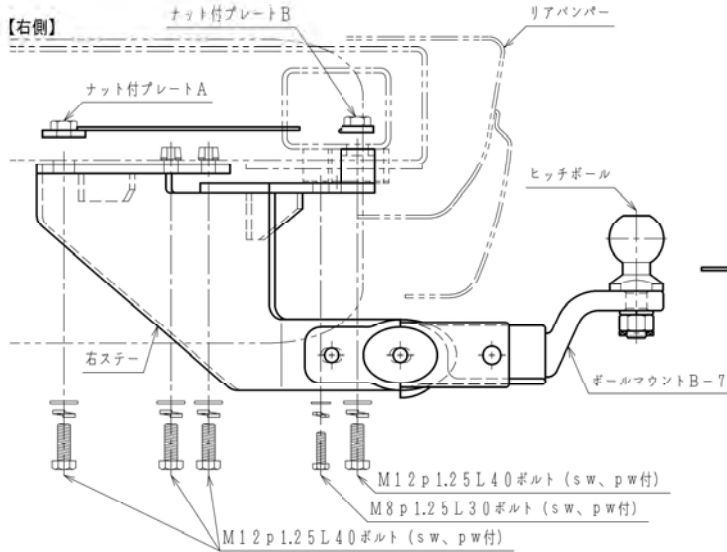 【右側】
ナット付プレートB
リアバンパー
ナット付プレートA
ヒッチボール
右ステー
ボールマウントB-7
M12p1.25L40ボルト(sw、pw付)
M8p1.25L30ボルト(sw、pw付)
M12p1.25L40ボルト(sw、pw付)